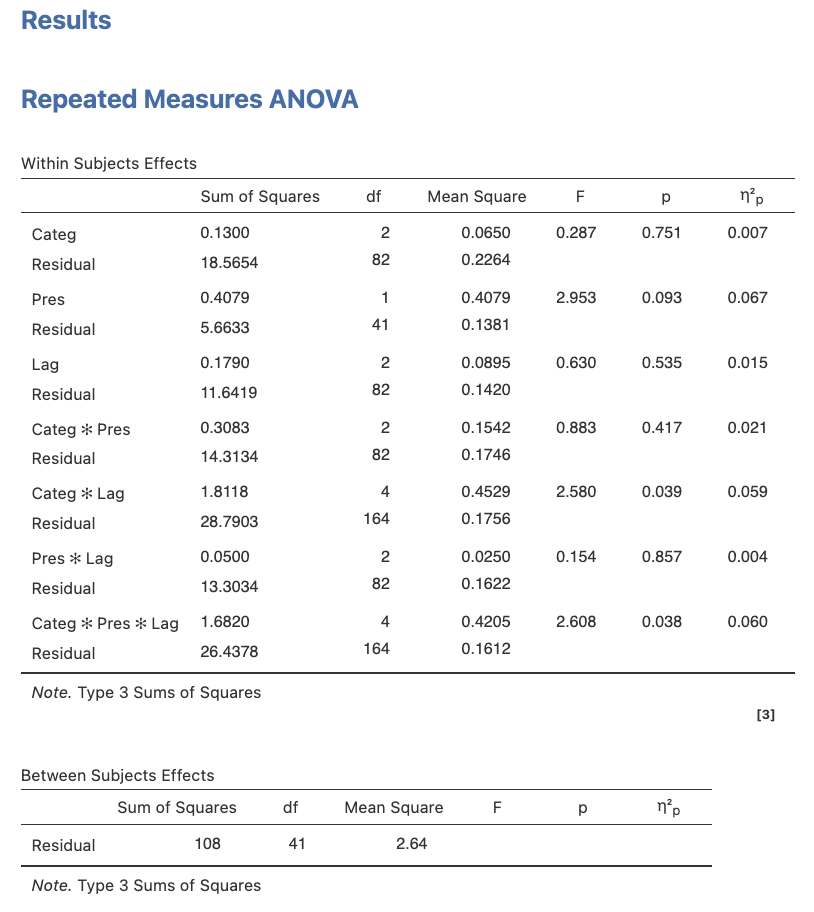 Results
Repeated Measures ANOVA
Within Subjects Effects
Sum of Squares df Mean Square F p η²p
Categ 0.1300 2 0.0650 0.287 0.751 0.007
Residual 18.5654 82 0.2264
Pres 0.4079 1 0.4079 2.953 0.093 0.067
Residual 5.6633 41 0.1381
Lag 0.1790 2 0.0895 0.630 0.535 0.015
Residual 11.6419 82 0.1420
Categ ✻ Pres 0.3083 2 0.1542 0.883 0.417 0.021
Residual 14.3134 82 0.1746
Categ ✻ Lag 1.8118 4 0.4529 2.580 0.039 0.059
Residual 28.7903 164 0.1756
Pres ✻ Lag 0.0500 2 0.0250 0.154 0.857 0.004
Residual 13.3034 82 0.1622
Categ ✻ Pres ✻ Lag 1.6820 4 0.4205 2.608 0.038 0.060
Residual 26.4378 164 0.1612
Note. Type 3 Sums of Squares
[3]
Between Subjects Effects
Sum of Squares df Mean Square F p η²p
Residual 108 41 2.64
Note. Type 3 Sums of Squares